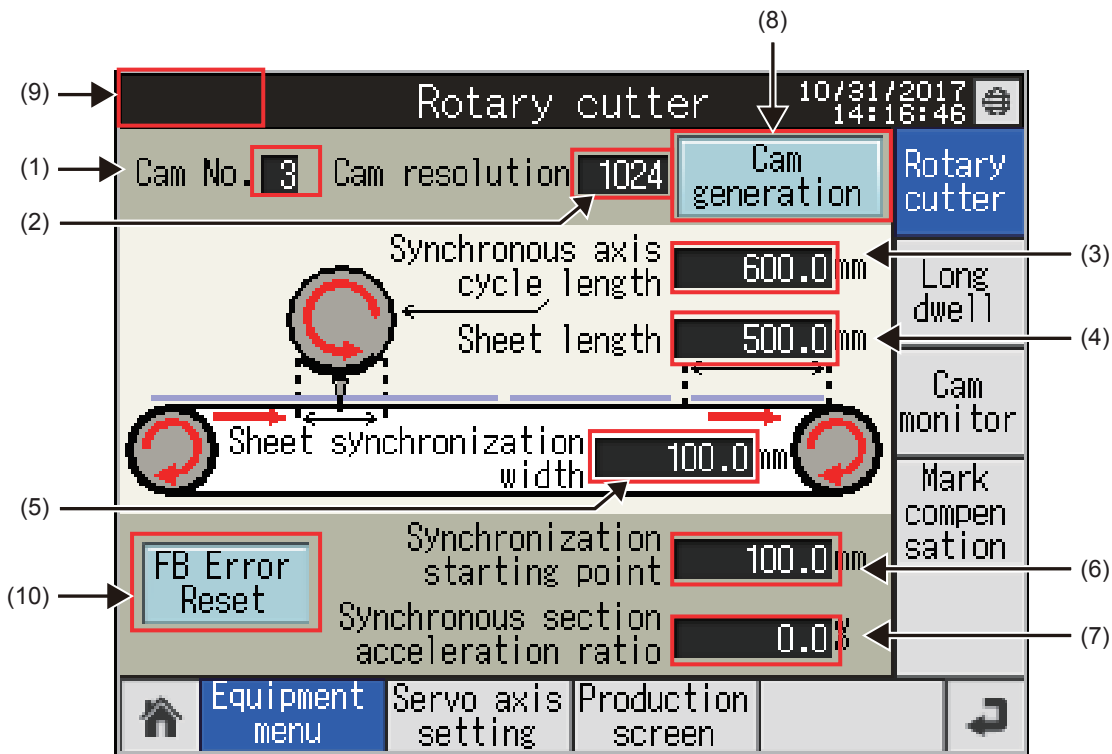 (8)
(9)
Rotary cutter
10/31/2017
14:16:46
(1)
Cam No. 3
Cam resolution 1024
Cam
generation
Rotary
cutter
(2)
Synchronous axis
cycle length
600.0 mm
(3)
Long
dwell
Sheet length 500.0 mm
(4)
Cam
monitor
Sheet synchronization
width
100.0 mm
Mark
compen
sation
(5)
FB Error
Reset
(10)
Synchronization
starting point
100.0 mm
(6)
Synchronous section
acceleration ratio
0.0 %
(7)
Equipment
menu
Servo axis
setting
Production
screen